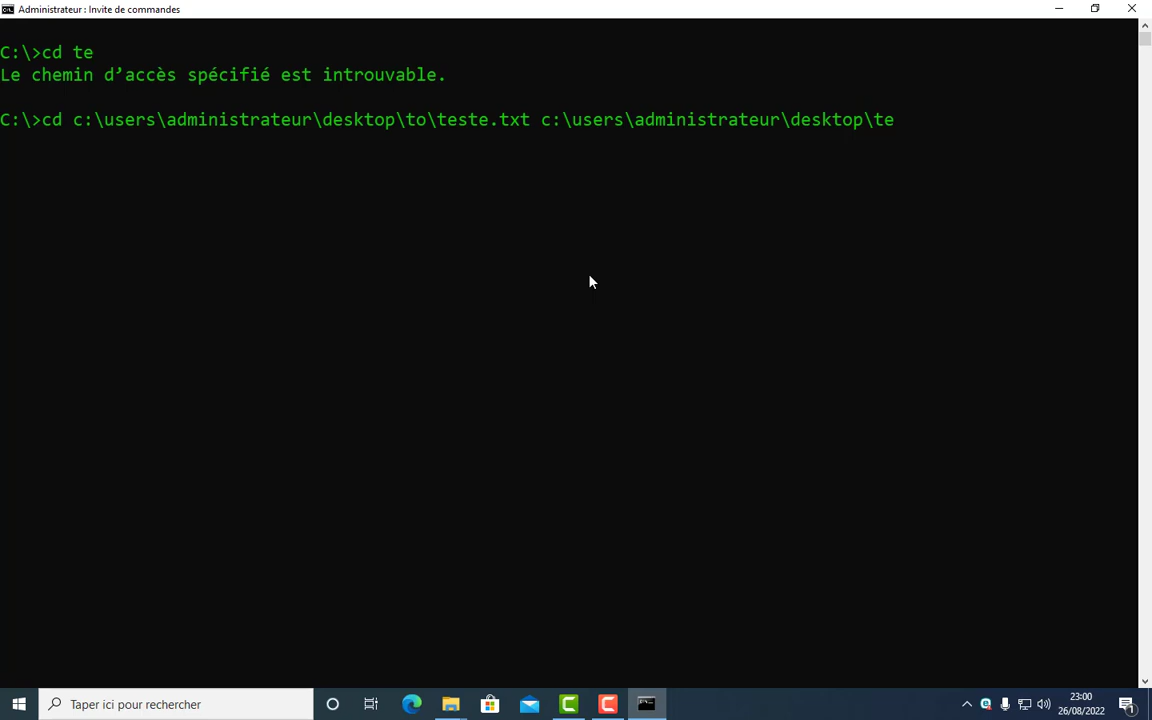 Administrateur : Invite de commandes
C:\>cd te
Le chemin d’accès spécifié est introuvable.
C:\>cd c:\users\administrateur\desktop\to\teste.txt c:\users\administrateur\desktop\te
Taper ici pour rechercher
23:00
26/08/2022
1